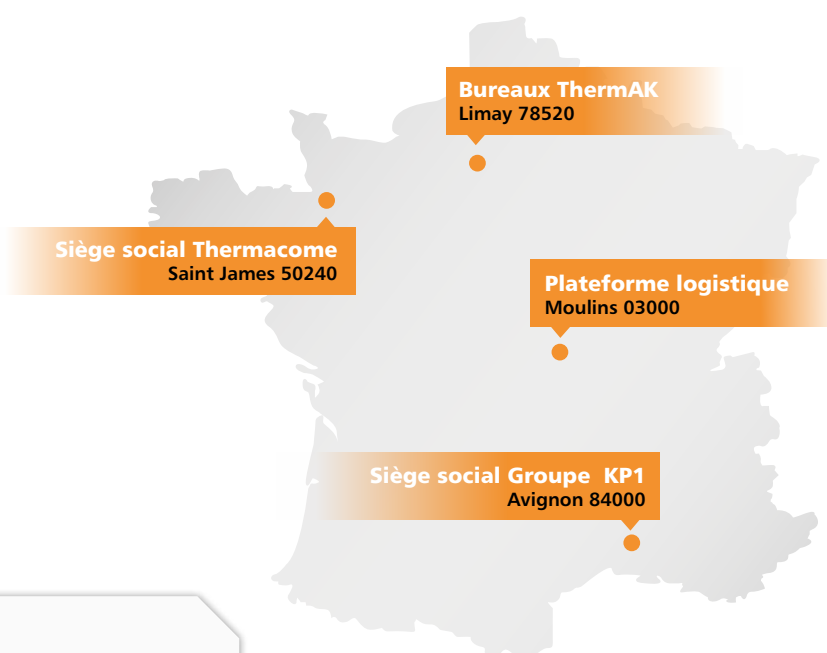 Bureaux ThermAK
Limay 78520
Siège social Thermacome
Saint James 50240
Plateforme logistique
Moulins 03000
Siège social Groupe KP1
Avignon 84000